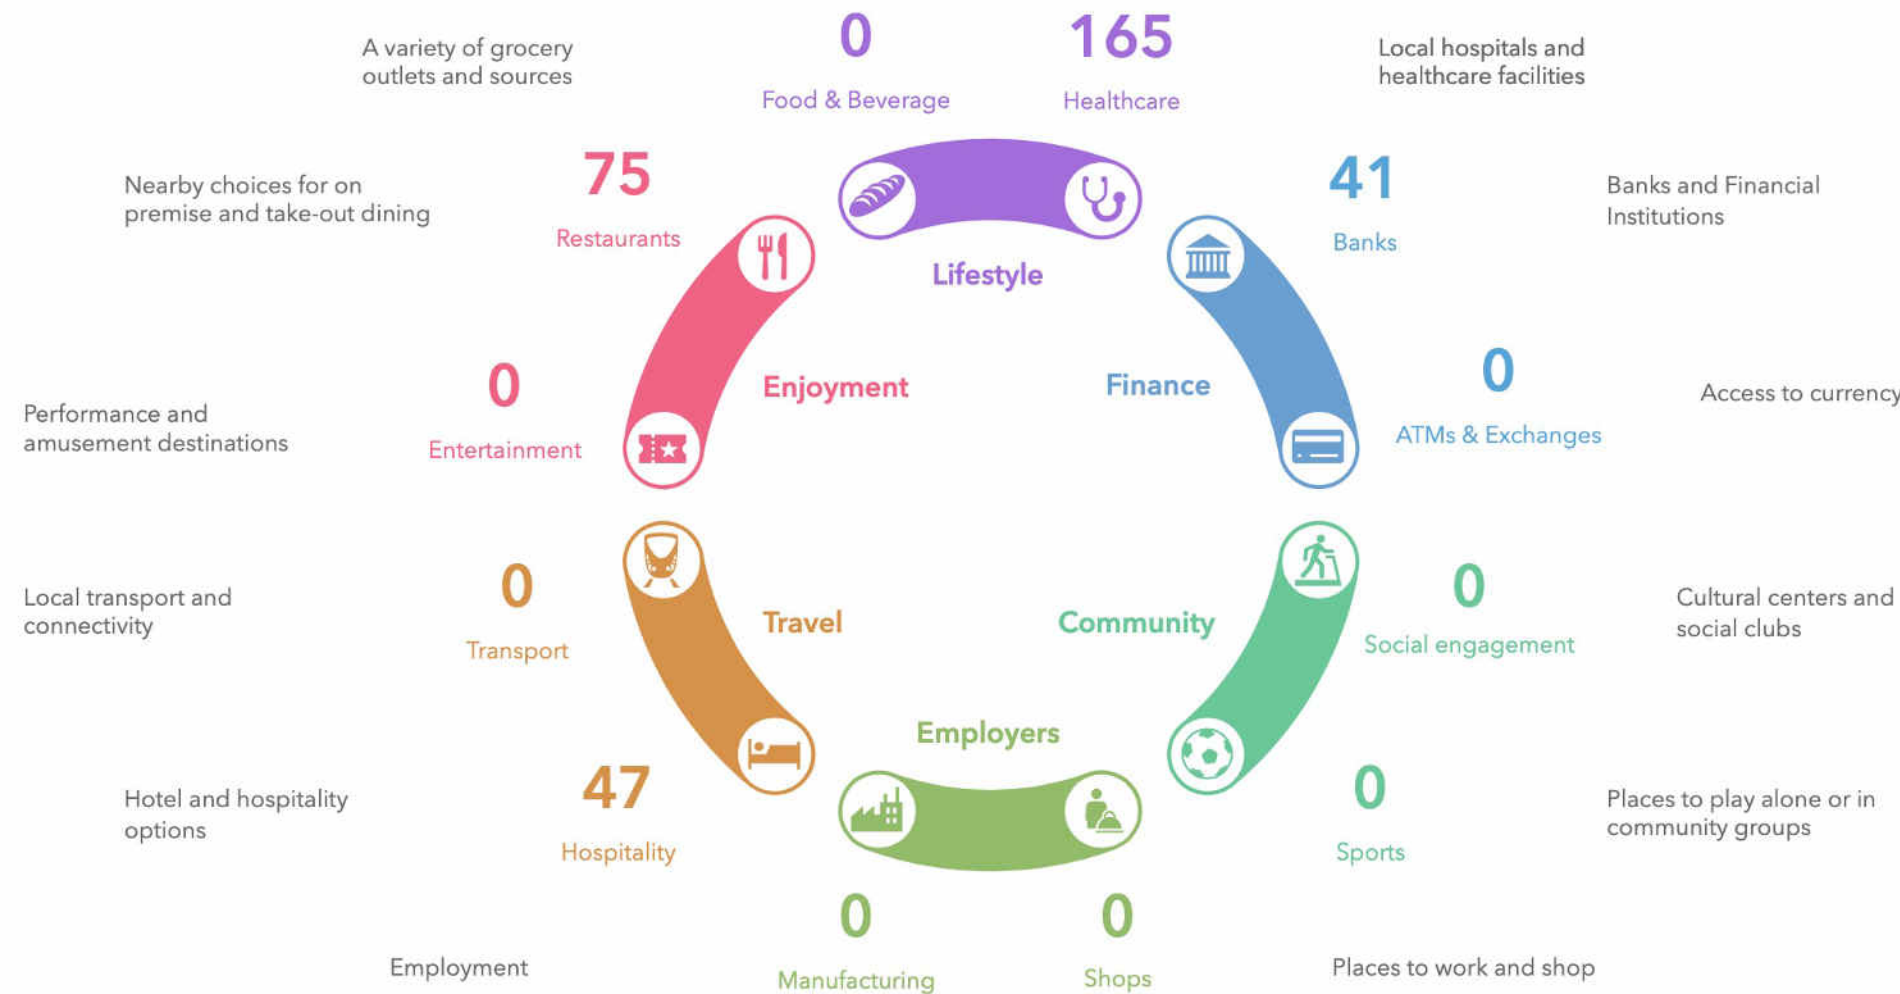 A variety of grocery
outlets and sources
0
Food & Beverage
165
Healthcare
Local hospitals and
healthcare facilities
Nearby choices for on
premise and take-out dining
75
Restaurants
41
Banks
Banks and Financial
Institutions
Lifestyle
Performance and
amusement destinations
0
Entertainment
Enjoyment
Finance
0
ATMs & Exchanges
Access to currency
Local transport and
connectivity
0
Transport
Travel
Community
0
Social engagement
Cultural centers and
social clubs
Employers
Hotel and hospitality
options
47
Hospitality
0
Sports
Places to play alone or in
community groups
Employment
0
Manufacturing
0
Shops
Places to work and shop